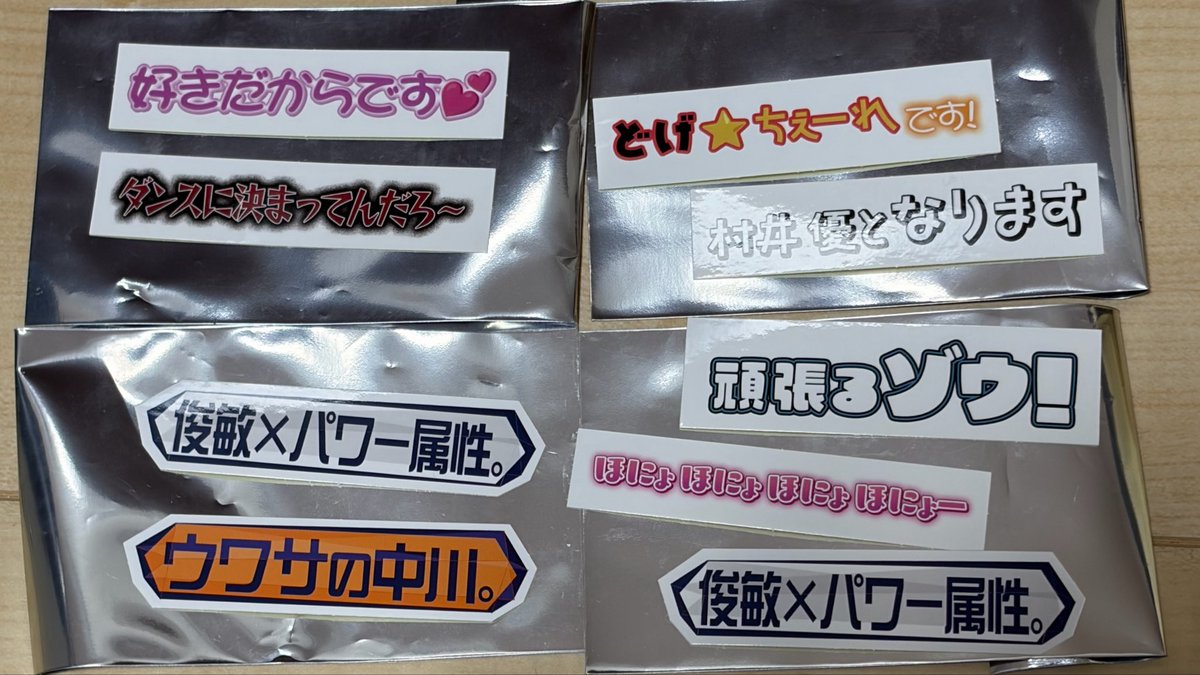 好きだからです💕
ダンスに決まってんだろ〜
どげ★ちぇーれです!
村井 優となります
俊敏×パワー属性。
ウワサの中川。
頑張るゾウ!
ほにょ ほにょ ほにょ ほにょー
俊敏×パワー属性。